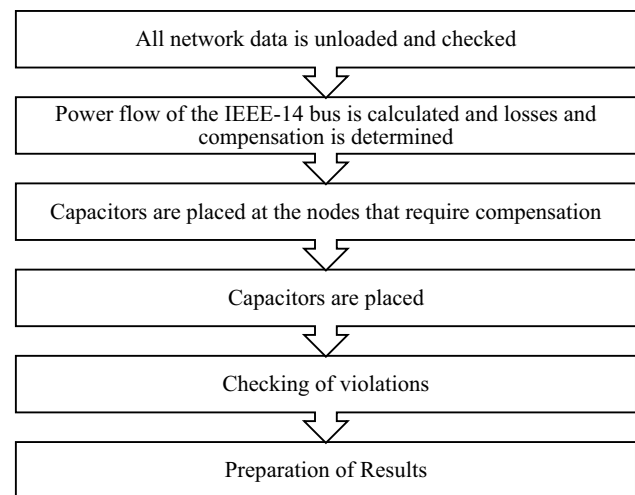 All network data is unloaded and checked
Power flow of the IEEE-14 bus is calculated and losses and
compensation is determined
Capacitors are placed at the nodes that require compensation
Capacitors are placed
Checking of violations
Preparation of Results